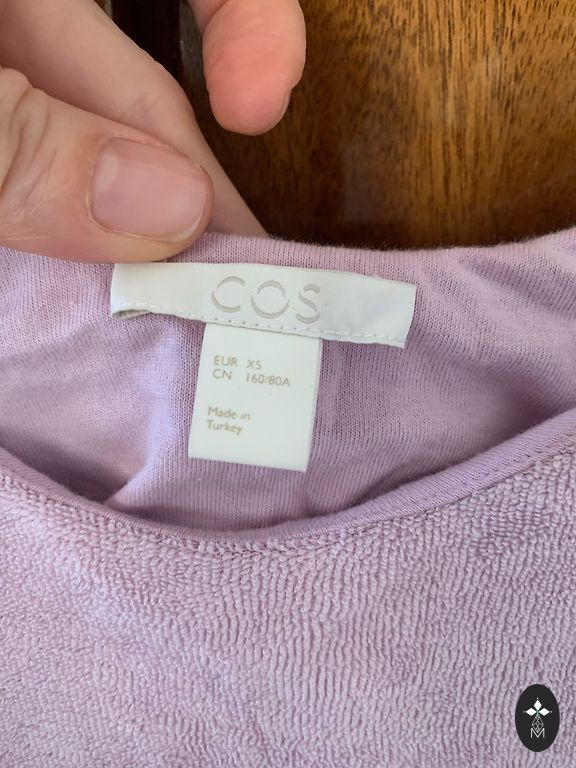 COS
EUR XS
CN 160/80A
Made in
Turkey
M